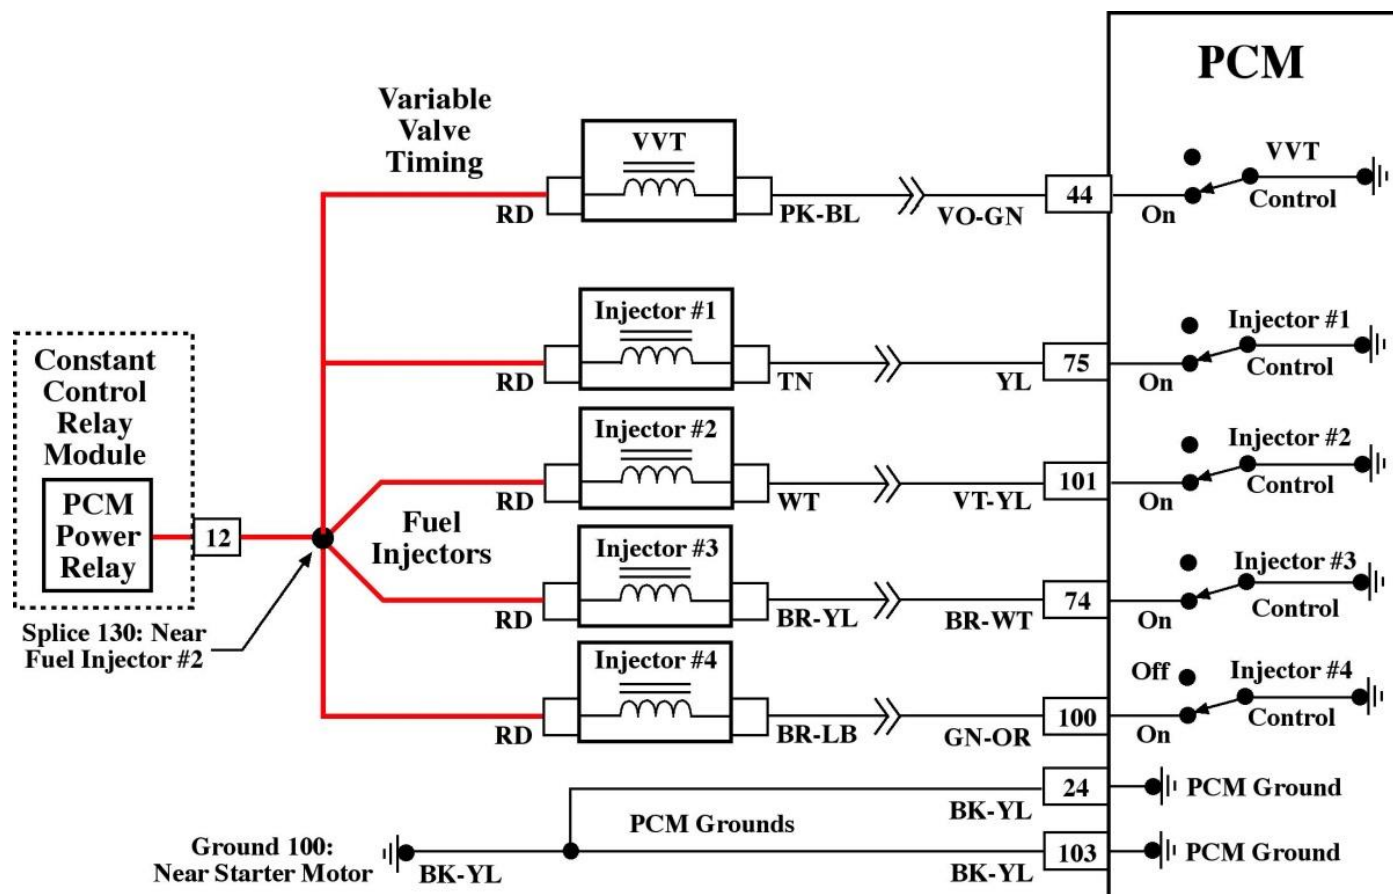 PCM
Variable
Valve
Timing
VVT
RD
PK-BL
VO-GN
44
On
VVT
Control
Injector #1
RD
TN
YL
75
On
Injector #1
Control
Constant
Control
Relay
Module
PCM
Power
Relay
12
Splice 130: Near
Fuel Injector #2
Fuel
Injectors
Injector #2
RD
WT
VT-YL
101
On
Injector #2
Control
Injector #3
RD
BR-YL
BR-WT
74
On
Injector #3
Control
Injector #4
RD
BR-LB
GN-OR
100
Off
On
Injector #4
Control
24
BK-YL
PCM Ground
PCM Grounds
Ground 100:
Near Starter Motor
BK-YL
BK-YL
103
PCM Ground